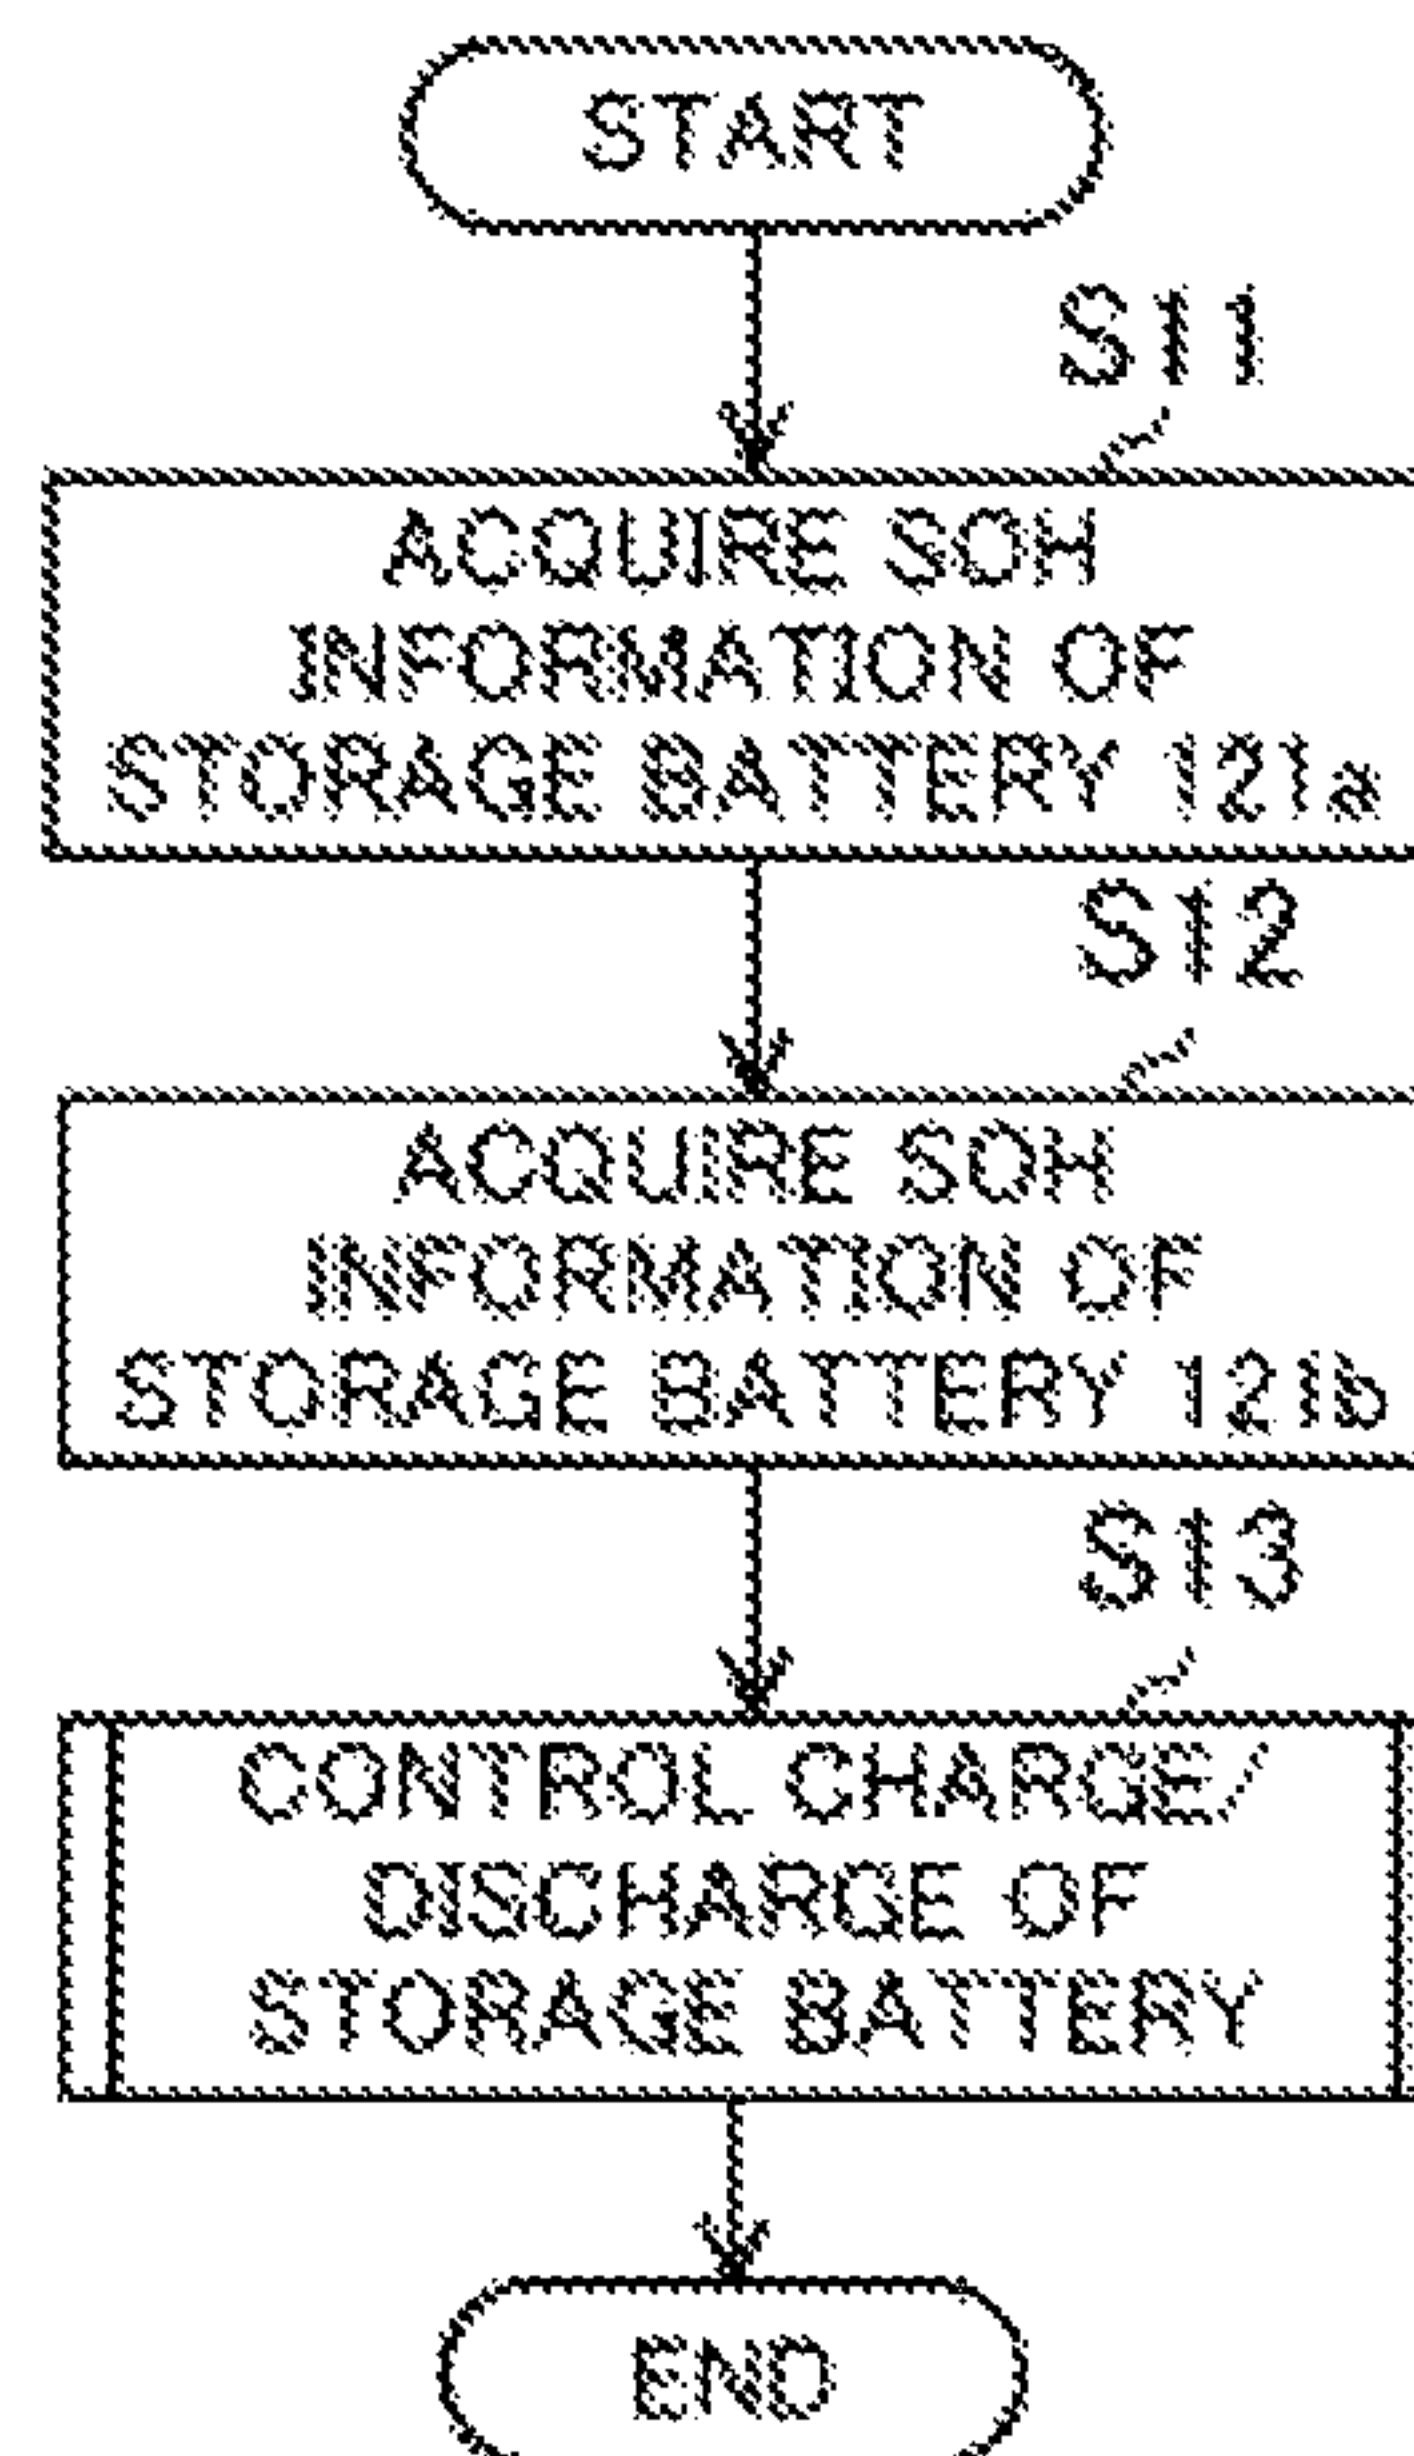 START
S11
ACQUIRE SOH
INFORMATION OF
STORAGE BATTERY 121a
S12
ACQUIRE SOH
INFORMATION OF
STORAGE BATTERY 121b
S13
CONTROL CHARGE/
DISCHARGE OF
STORAGE BATTERY
END